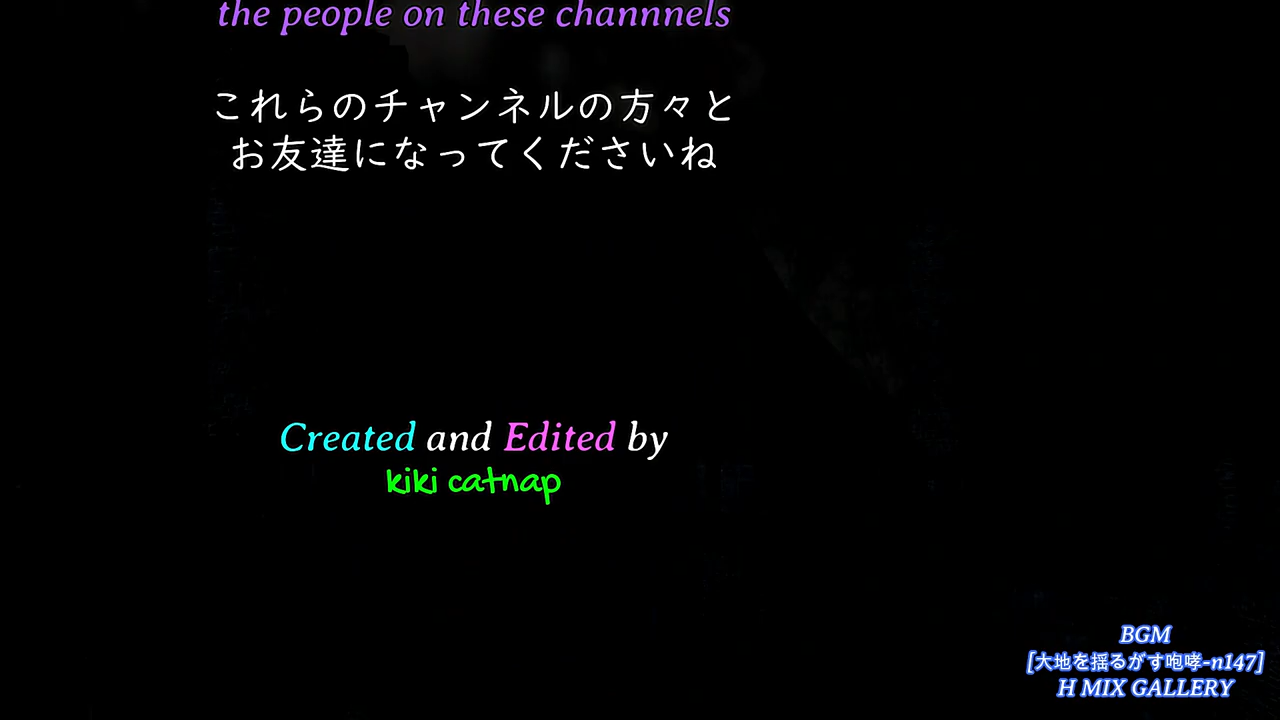 the people on these channnels
これらのチャンネルの方々と
お友達になってくださいね
Created and Edited by
kiki catnap
BGM
[大地を揺るがす咆哮-n147]
H MIX GALLERY